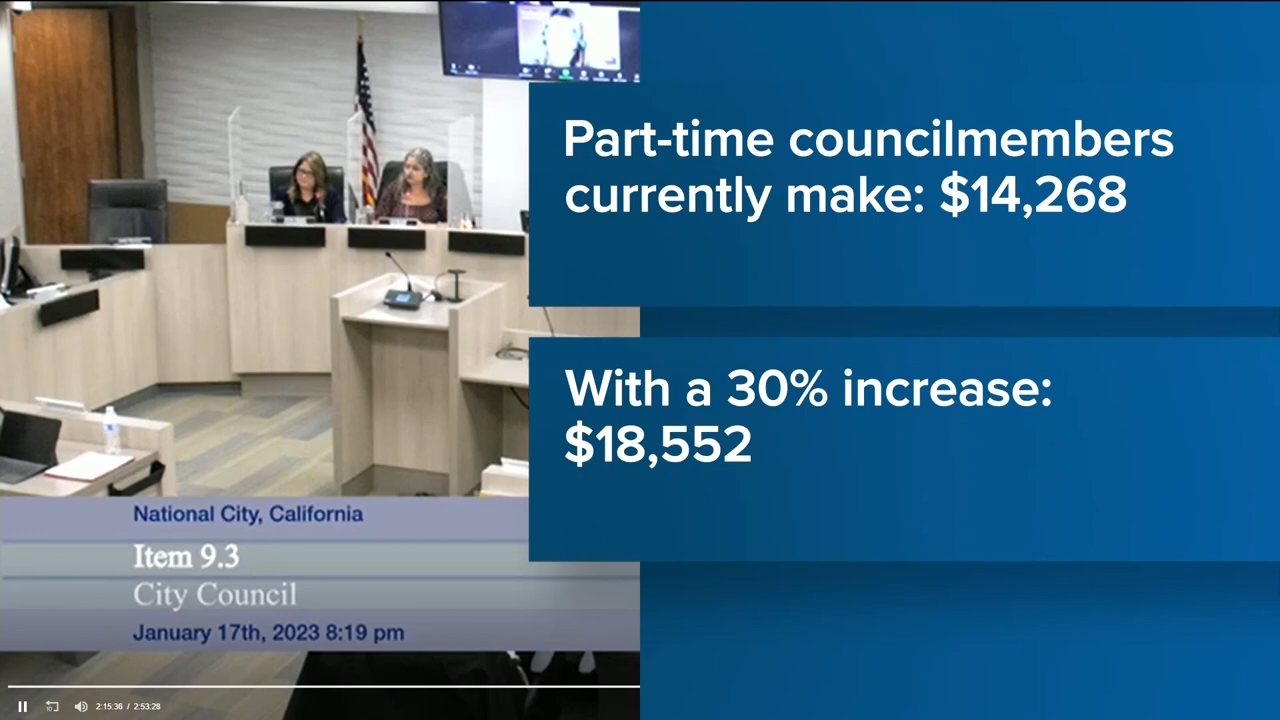 Part-time councilmembers
currently make: $14,268
With a 30% increase:
$18,552
National City, California
Item 9.3
City Council
January 17th, 2023 8:19 pm
10
2:15:36 / 2:53:28